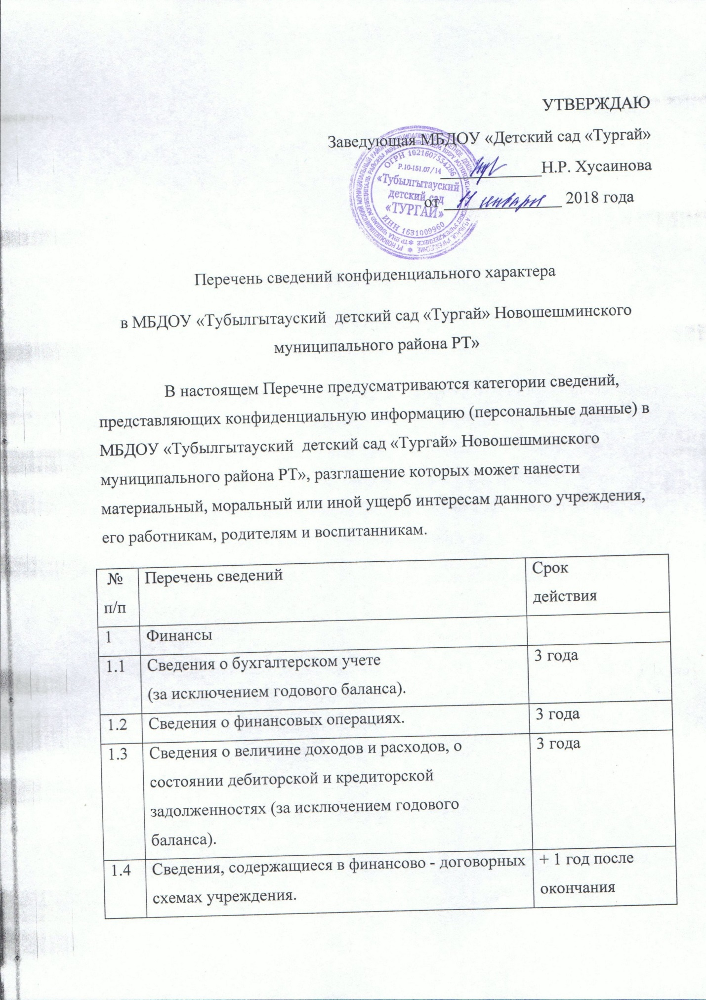 УТВЕРЖДАЮ
Заведующая МБДОУ «Детский сад «Тургай»
____________Н.Р. Хусаинова
от 11 января 2018 года
ОГРН 1021607554286
Р.10-151.07/14
«Тубылгытауский
детский сад
«ТУРГАЙ»
ИНН 1631009960
Перечень сведений конфиденциального характера
в МБДОУ «Тубылгытауский детский сад «Тургай» Новошешминского
муниципального района РТ»
В настоящем Перечне предусматриваются категории сведений,
представляющих конфиденциальную информацию (персональные данные) в
МБДОУ «Тубылгытауский детский сад «Тургай» Новошешминского
муниципального района РТ», разглашение которых может нанести
материальный, моральный или иной ущерб интересам данного учреждения,
его работникам, родителям и воспитанникам.
№ Перечень сведений Срок
п/п действия
1 Финансы
1.1 Сведения о бухгалтерском учете 3 года
(за исключением годового баланса).
1.2 Сведения о финансовых операциях. 3 года
1.3 Сведения о величине доходов и расходов, о 3 года
состоянии дебиторской и кредиторской
задолженностях (за исключением годового
баланса).
1.4 Сведения, содержащиеся в финансово - договорных + 1 год после
схемах учреждения. окончания